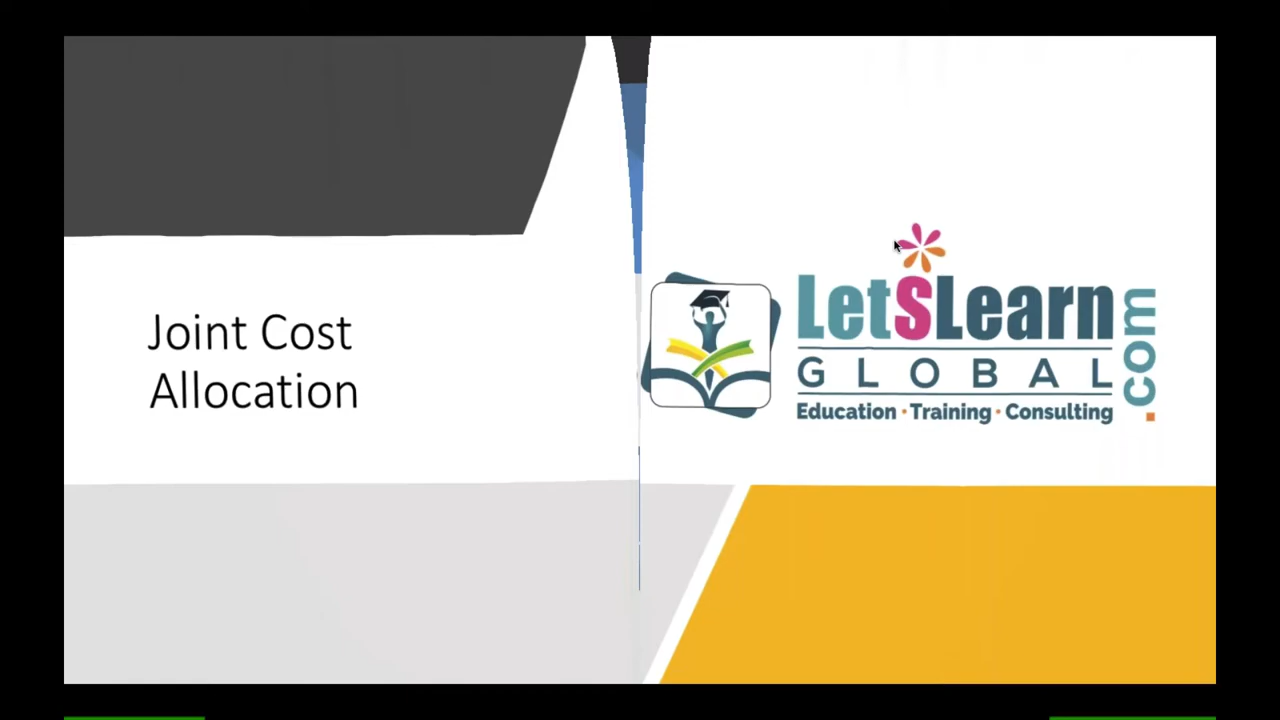 Joint Cost
Allocation
LetSLearn
GLOBAL
.com
Education · Training · Consulting